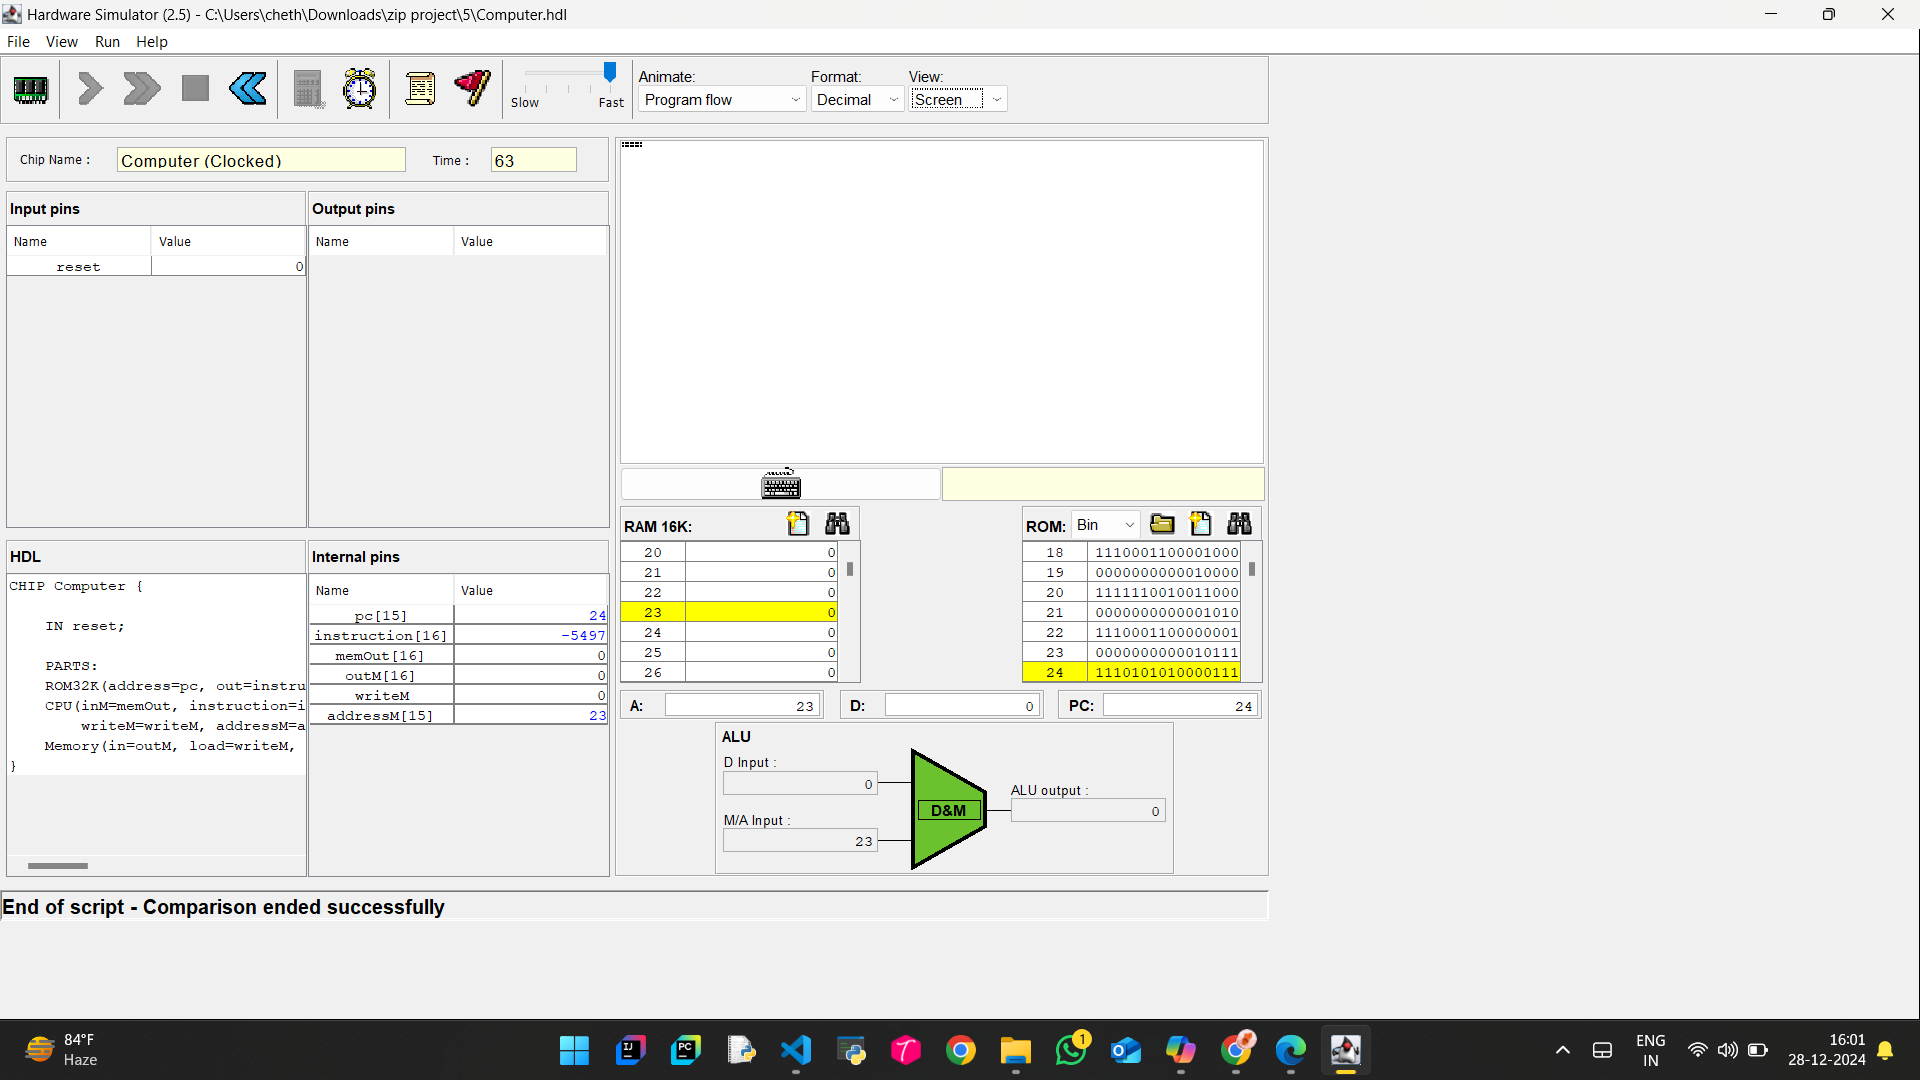 Hardware Simulator (2.5) - C:\Users\cheth\Downloads\zip project\5\Computer.hdl
File View Run Help
Slow Fast
Animate: Format: View:
Program flow Decimal Screen
Chip Name : Computer (Clocked) Time : 63
Input pins
Name Value
reset 0
Output pins
Name Value
HDL
CHIP Computer {
IN reset;
PARTS:
ROM32K(address=pc, out=instru
CPU(inM=memOut, instruction=i
writeM=writeM, addressM=a
Memory(in=outM, load=writeM,
}
Internal pins
Name Value
pc[15] 24
instruction[16] -5497
memOut[16] 0
outM[16] 0
writeM 0
addressM[15] 23
RAM 16K:
20 0
21 0
22 0
23 0
24 0
25 0
26 0
ROM: Bin
18 1110001100001000
19 0000000000010000
20 1111110010011000
21 0000000000001010
22 1110001100000001
23 0000000000010111
24 1110101010000111
A: 23 D: 0 PC: 24
ALU
D Input :
0
M/A Input :
23
D&M
ALU output :
0
End of script - Comparison ended successfully
84°F
Haze
IJ
PC
1
ENG
IN
16:01
28-12-2024